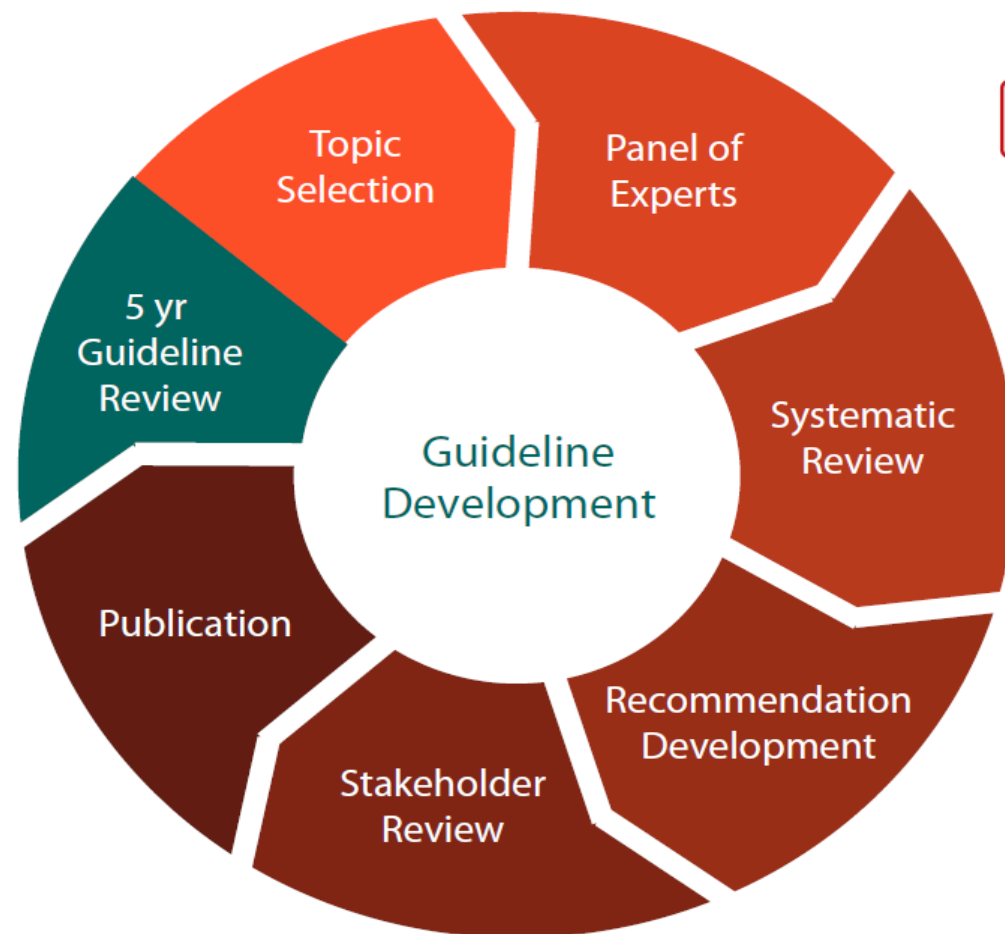 Topic
Selection
Panel of
Experts
Systematic
Review
Recommendation
Development
Stakeholder
Review
Publication
5 yr
Guideline
Review
Guideline
Development